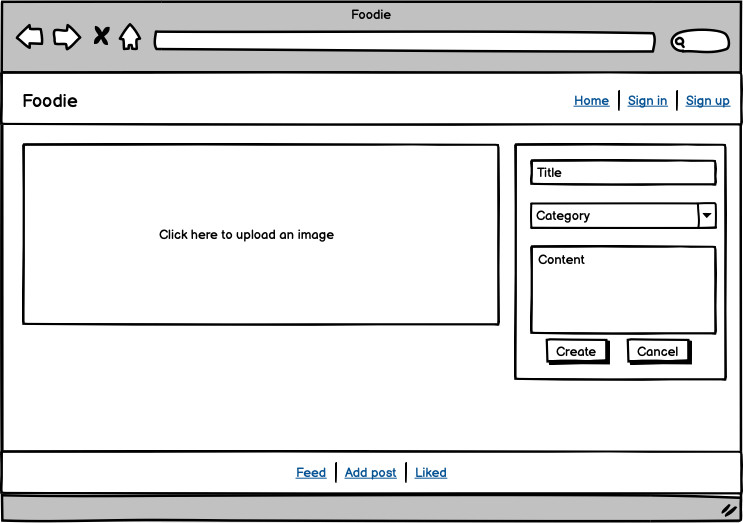 Foodie
Foodie
Home Sign in Sign up
Click here to upload an image
Title
Category
Content
Create Cancel
Feed Add post Liked